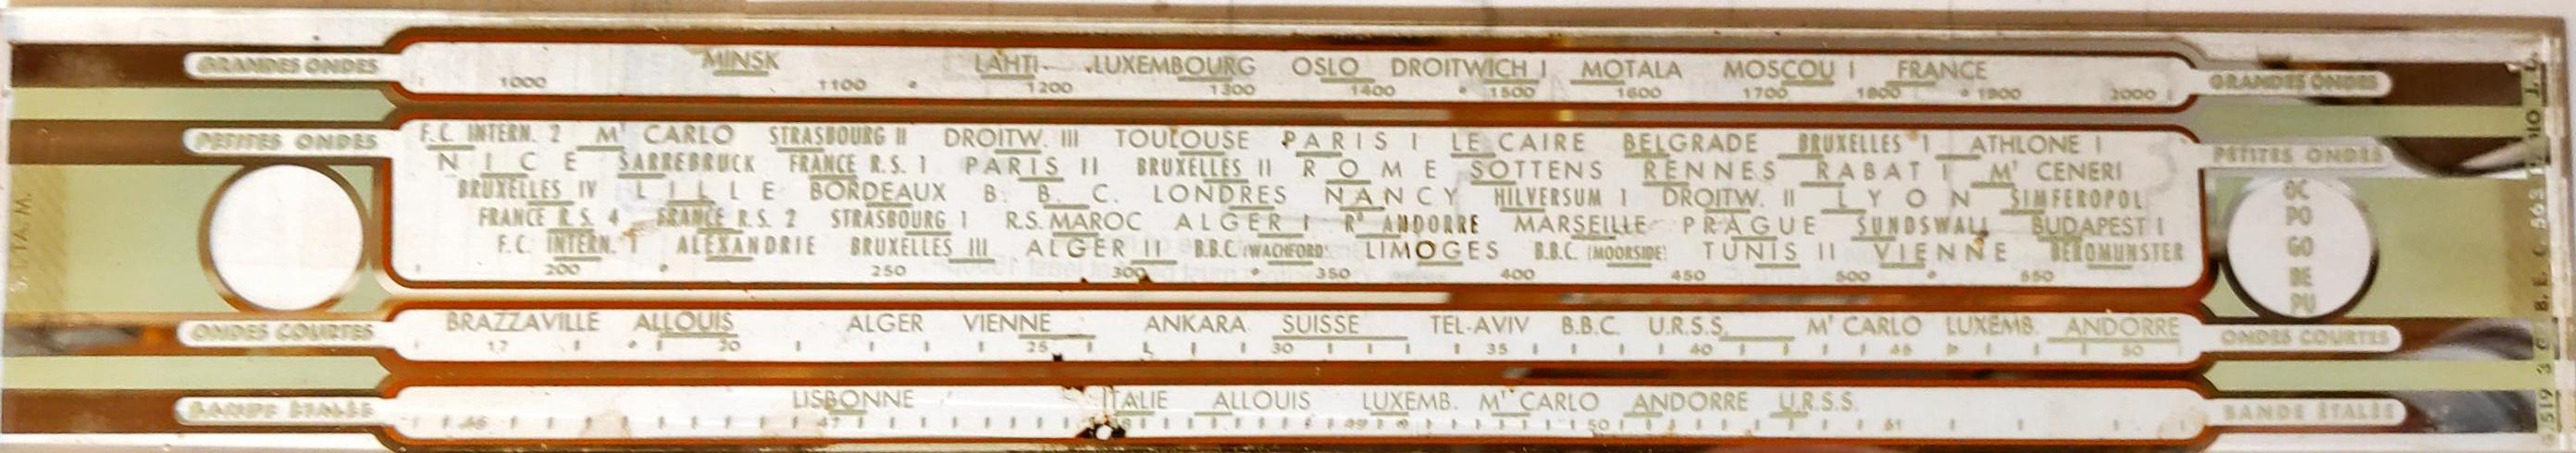 GRANDES ONDES MINSK LAHTI LUXEMBOURG OSLO DROITWICH I MOTALA MOSCOU I FRANCE GRANDES ONDES
1000 1100 1200 1300 1400 1500 1600 1700 1800 1900 2000
PETITES ONDES F.C. INTERN. 2 MT CARLO STRASBOURG II DROITW. III TOULOUSE PARIS I LE CAIRE BELGRADE BRUXELLES I ATHLONE I PETITES ONDES
NICE SARREBRUCK FRANCE R.S. 1 PARIS II BRUXELLES II ROME SOTTENS RENNES RABAT I MT CENERI
BRUXELLES IV LILLE BORDEAUX B.B.C. LONDRES NANCY HILVERSUM I DROITW. II LYON SIMFEROPOL
FRANCE R.S. 4 FRANCE R.S. 2 STRASBOURG I R.S. MAROC ALGER I RE ANDORRE MARSEILLE PRAGUE SUNDSWALL BUDAPEST I
F.C. INTERN. 1 ALEXANDRIE BRUXELLES III ALGER II B.B.C. (WACHFORD) LIMOGES B.B.C. (MOORSIDE) TUNIS II VIENNE BEROMUNSTER
200 250 300 350 400 450 500 550
OC
PO
GO
BE
PU
ONDES COURTES BRAZZAVILLE ALLOUIS ALGER VIENNE ANKARA SUISSE TEL-AVIV B.B.C. U.R.S.S. MT CARLO LUXEMB. ANDORRE ONDES COURTES
17 20 25 30 35 40 45 50
BANDE ÉTALÉE LISBONNE ITALIE ALLOUIS LUXEMB. MT CARLO ANDORRE U.R.S.S. BANDE ÉTALÉE
46 47 49 50 51